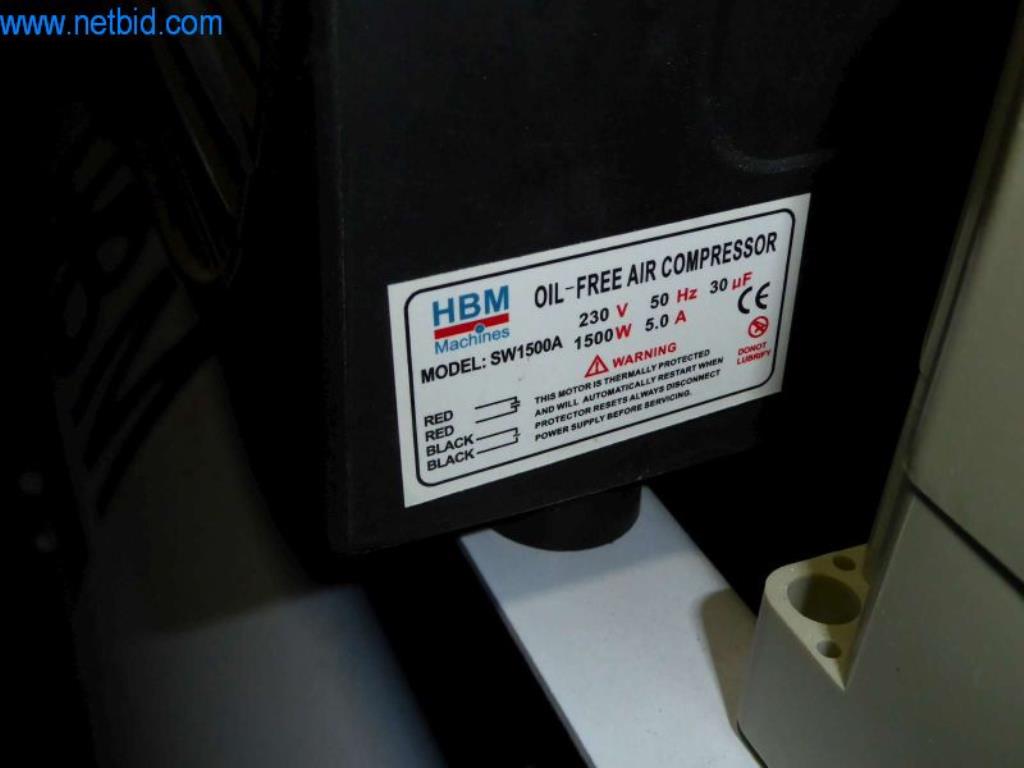 www.netbid.com
HBM
Machines
OIL-FREE AIR COMPRESSOR
230 V 50 Hz 30 uF
MODEL: SW1500A 1500W 5.0 A
CE
WARNING
DONOT
LUBRIFY
THIS MOTOR IS THERMALLY PROTECTED
AND WILL AUTOMATICALLY RESTART WHEN
PROTECTOR RESETS ALWAYS DISCONNECT
POWER SUPPLY BEFORE SERVICING.
RED
RED
BLACK
BLACK